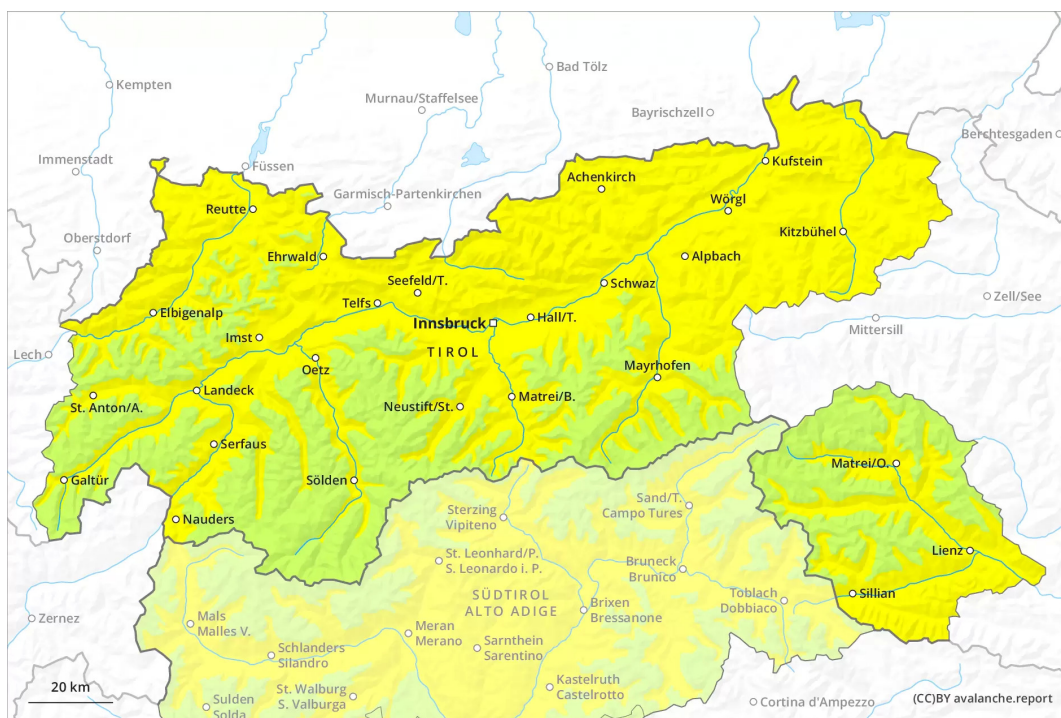 Bad Tölz
Kempten
Murnau/Staffelsee
Bayrischzell
Berchtesgaden
Immenstadt
Füssen
Kufstein
Garmisch-Partenkirchen
Achenkirch
Reutte
Wörgl
Kitzbühel
Oberstdorf
Ehrwald
Alpbach
Seefeld/T.
Schwaz
Zell/See
Telfs
Elbigenalp
Innsbruck
Hall/T.
Mittersill
Imst
TIROL
Lech
Oetz
Mayrhofen
Landeck
St. Anton/A.
Neustift/St.
Matrei/B.
Serfaus
Matrei/O.
Galtür
Sölden
Sand/T.
Campo Tures
Sterzing
Vipiteno
Nauders
Lienz
St. Leonhard/P.
S. Leonardo i. P.
Bruneck
Brunico
SÜDTIROL
ALTO ADIGE
Sillian
Toblach
Dobbiaco
Brixen
Bressanone
Zernez
Mals
Malles V.
Meran
Merano
Sarnthein
Sarentino
Schlanders
Silandro
Kastelruth
Castelrotto
20 km
St. Walburg
S. Valburga
Sulden
Solda
Cortina d'Ampezzo
(CC)BY avalanche.report